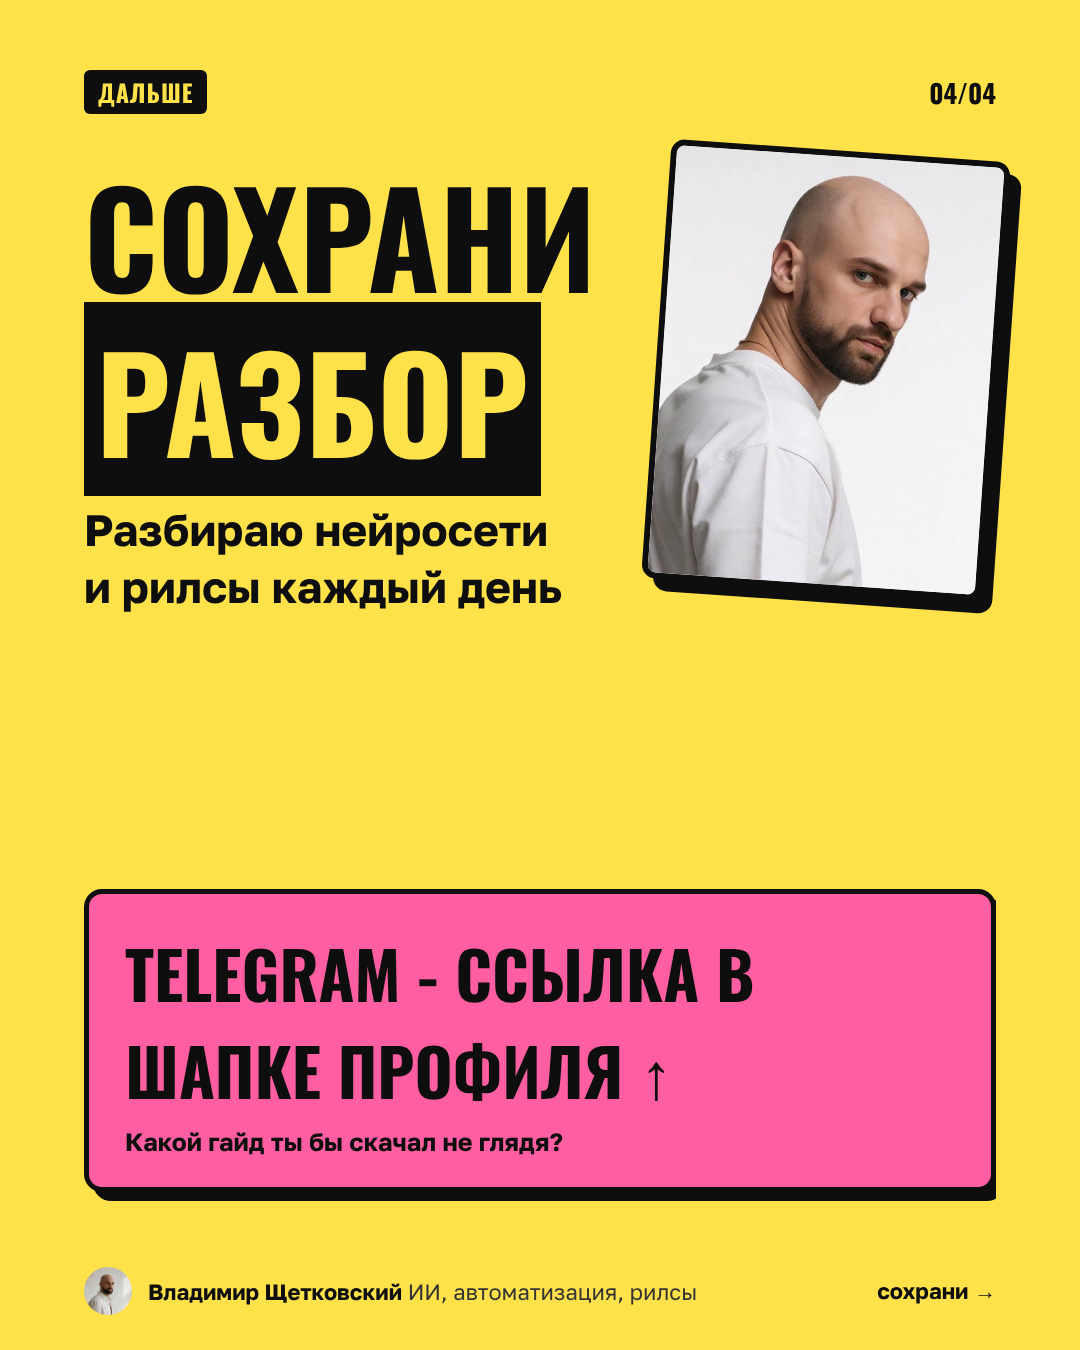 ДАЛЬШЕ
04/04
СОХРАНИ
РАЗБОР
Разбираю нейросети
и рилсы каждый день
TELEGRAM - ССЫЛКА В
ШАПКЕ ПРОФИЛЯ ↑
Какой гайд ты бы скачал не глядя?
Владимир Щетковский ИИ, автоматизация, рилсы
сохрани →